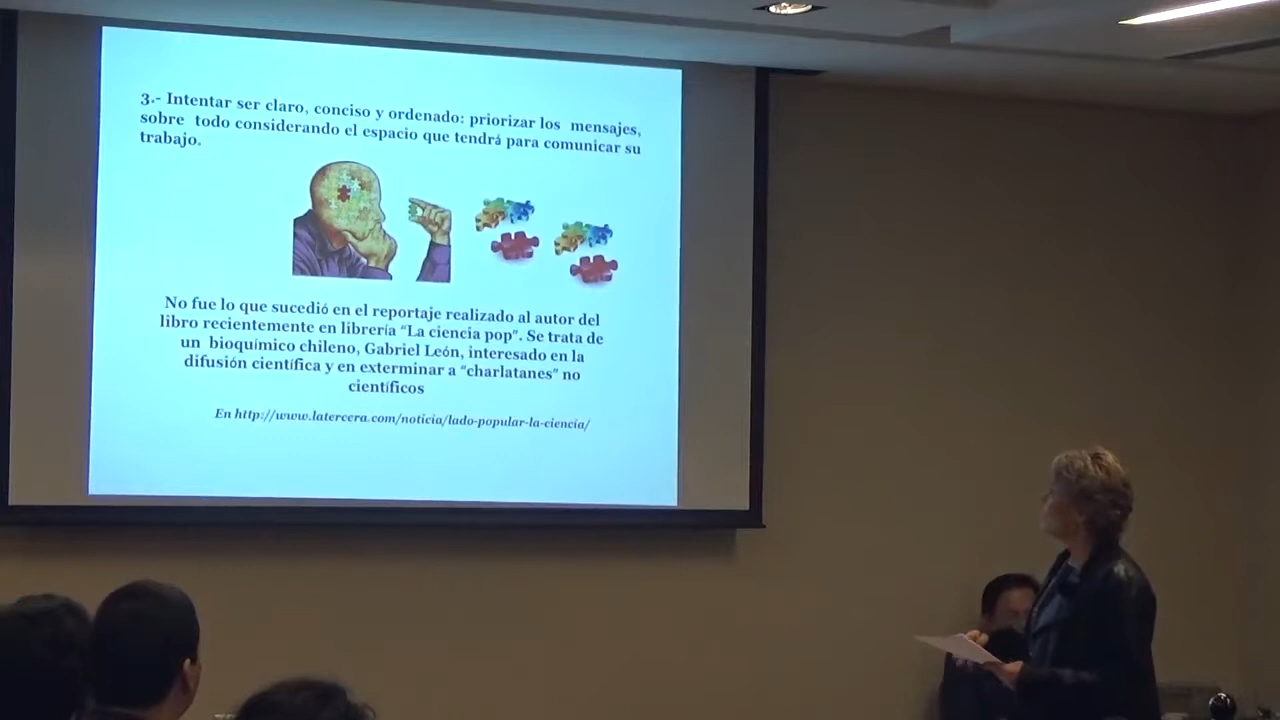 3.- Intentar ser claro, conciso y ordenado: priorizar los mensajes,
sobre todo considerando el espacio que tendrá para comunicar su
trabajo.
No fue lo que sucedió en el reportaje realizado al autor del
libro recientemente en librería "La ciencia pop". Se trata de
un bioquímico chileno, Gabriel León, interesado en la
difusión científica y en exterminar a "charlatanes" no
científicos
En http://www.latercera.com/noticia/lado-popular-la-ciencia/